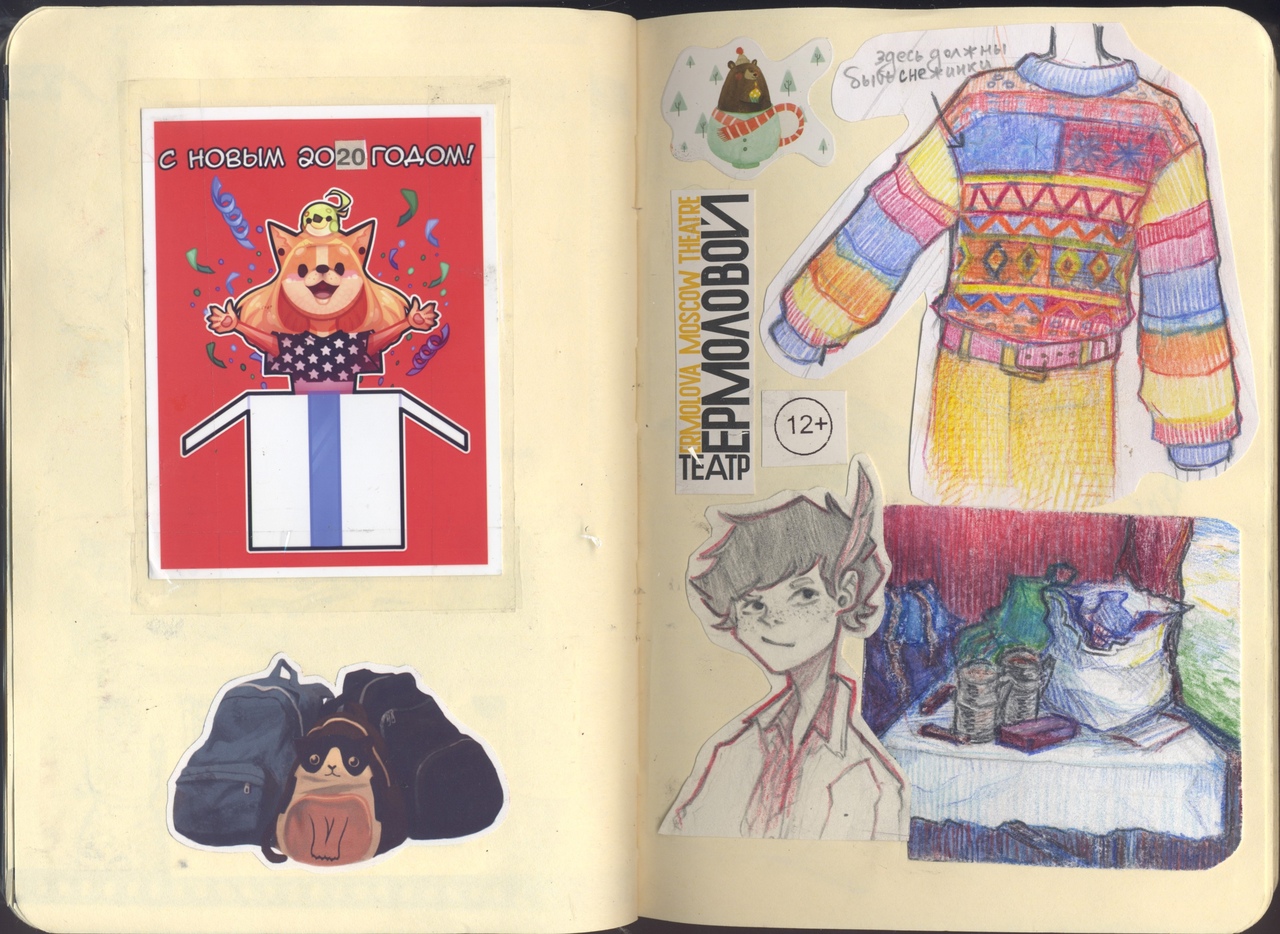 С НОВЫМ 2020 ГОДОМ!
здесь должны
быть снежинки
ERMOLOVA MOSCOW THEATRE
ЕРМОЛОВОЙ
ТЕАТР
12+